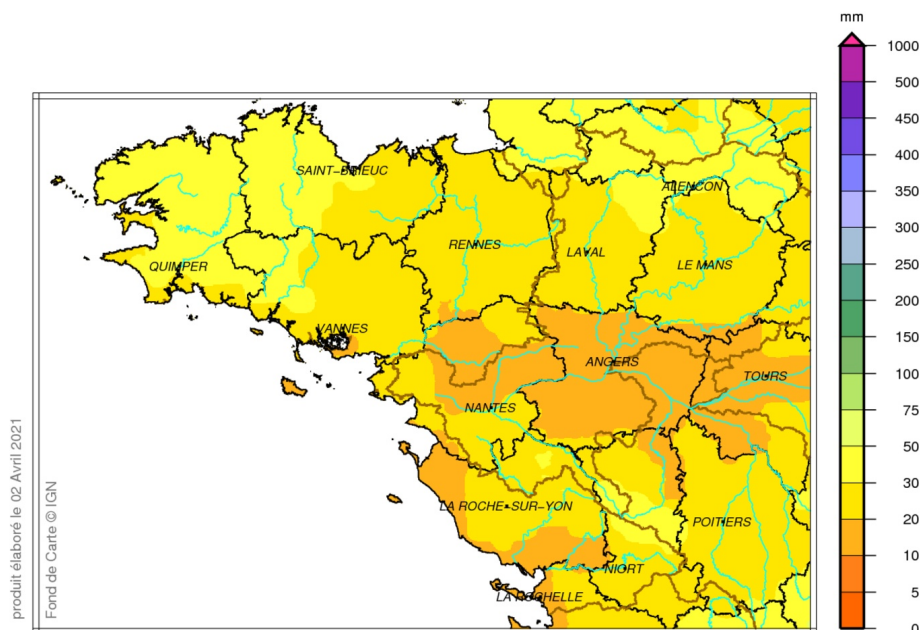 mm
1000
500
450
400
350
300
250
200
150
100
75
50
30
20
10
5
0
SAINT-BRIEUC
ALENCON
RENNES
LAVAL
LE MANS
QUIMPER
VANNES
ANGERS
TOURS
NANTES
LA ROCHE-SUR-YON
POITIERS
NIORT
LA ROCHELLE
produit élaboré le 02 Avril 2021
Fond de Carte © IGN